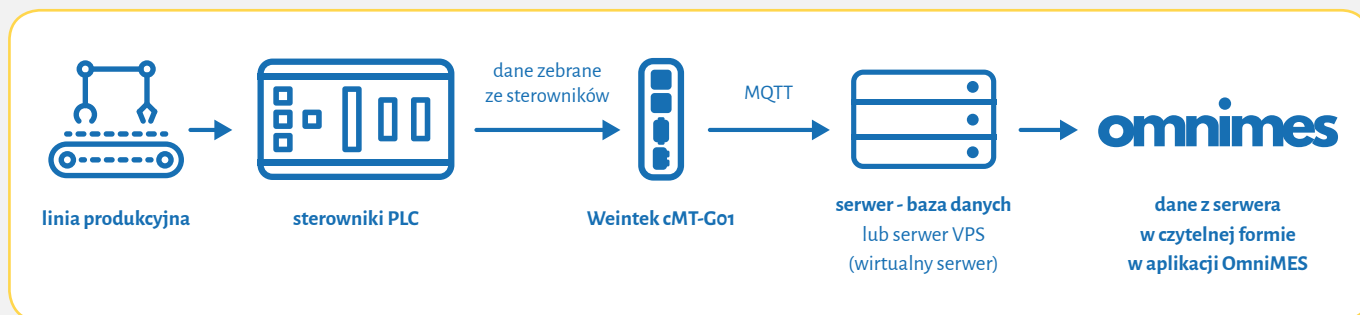 linia produkcyjna
sterowniki PLC
dane zebrane
ze sterowników
Weintek cMT-G01
MQTT
serwer - baza danych
lub serwer VPS
(wirtualny serwer)
omnimes
dane z serwera
w czytelnej formie
w aplikacji OmniMES